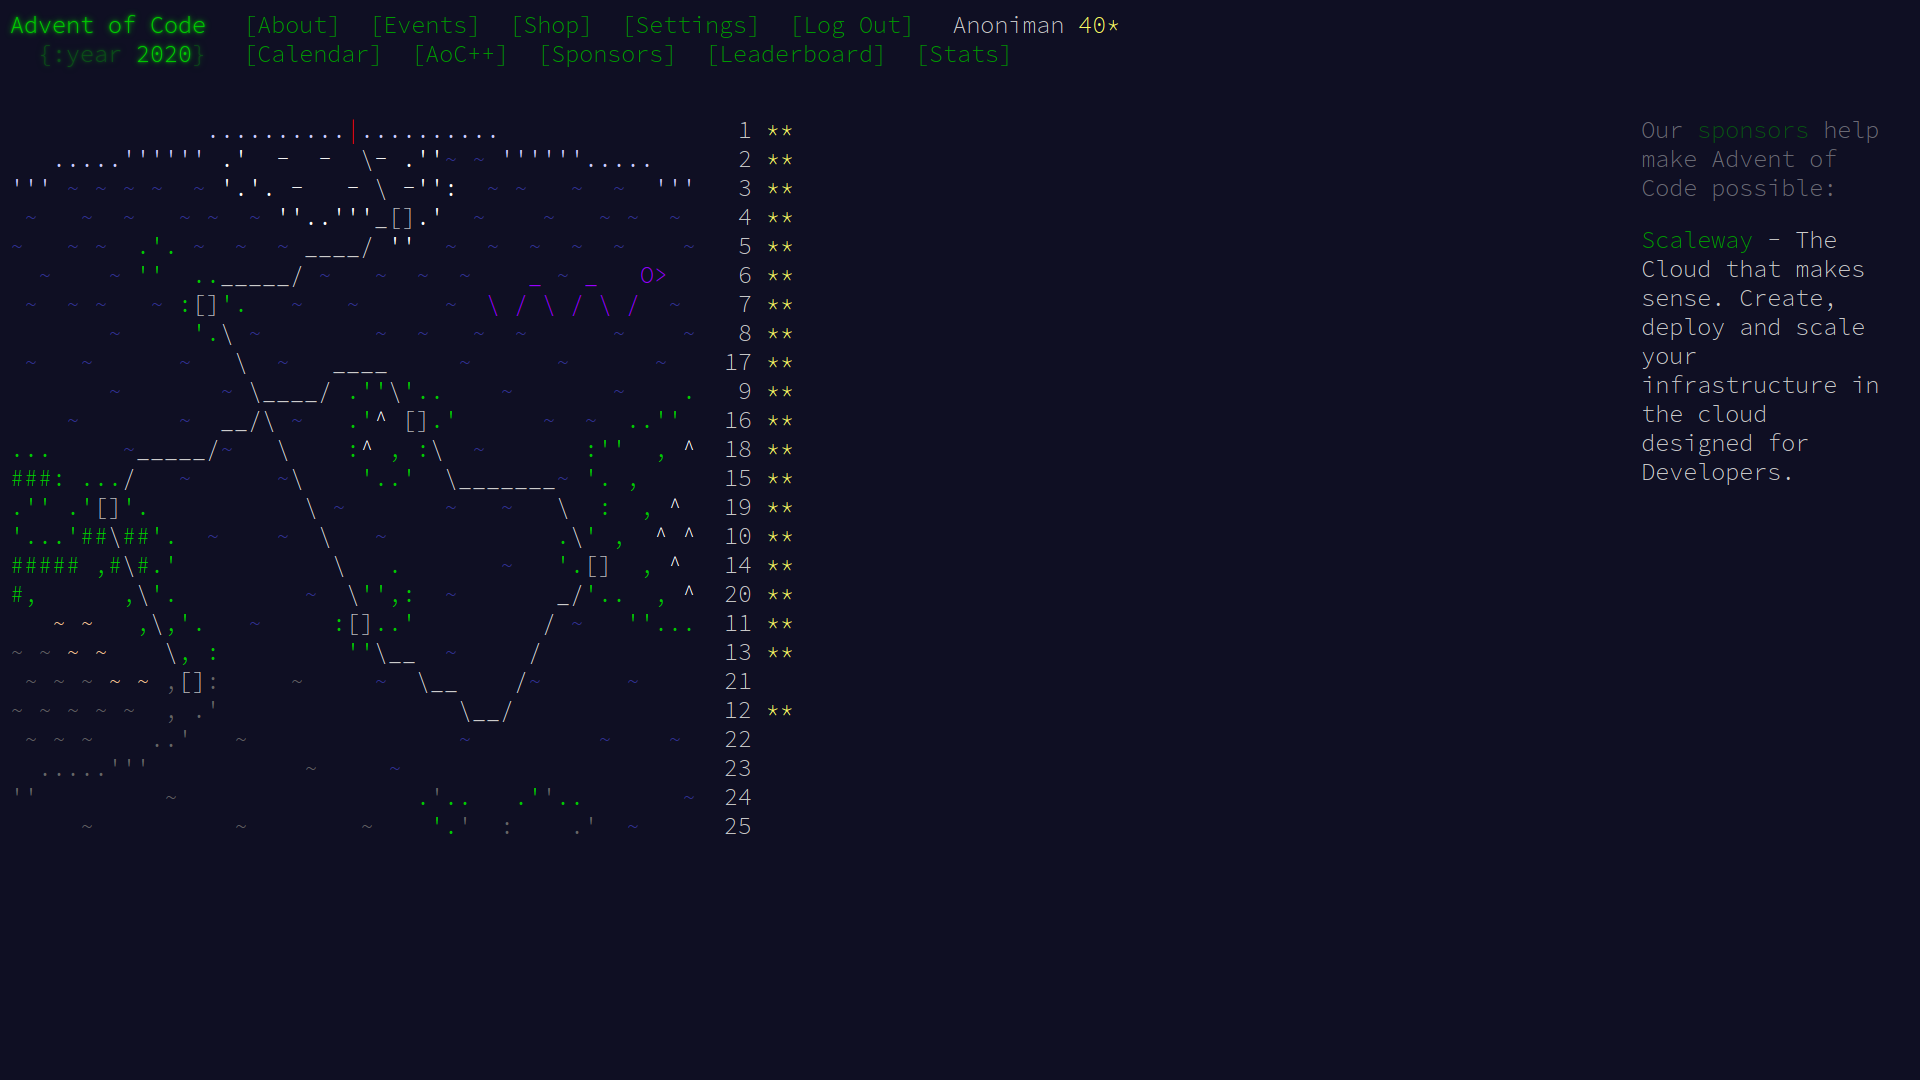 Advent of Code [About] [Events] [Shop] [Settings] [Log Out] Anoniman 40*
{:year 2020} [Calendar] [AoC++] [Sponsors] [Leaderboard] [Stats]
1 **
2 **
3 **
4 **
5 **
6 **
7 **
8 **
17 **
9 **
16 **
18 **
15 **
19 **
10 **
14 **
20 **
11 **
13 **
21
12 **
22
23
24
25
Our sponsors help
make Advent of
Code possible:
Scaleway - The
Cloud that makes
sense. Create,
deploy and scale
your
infrastructure in
the cloud
designed for
Developers.